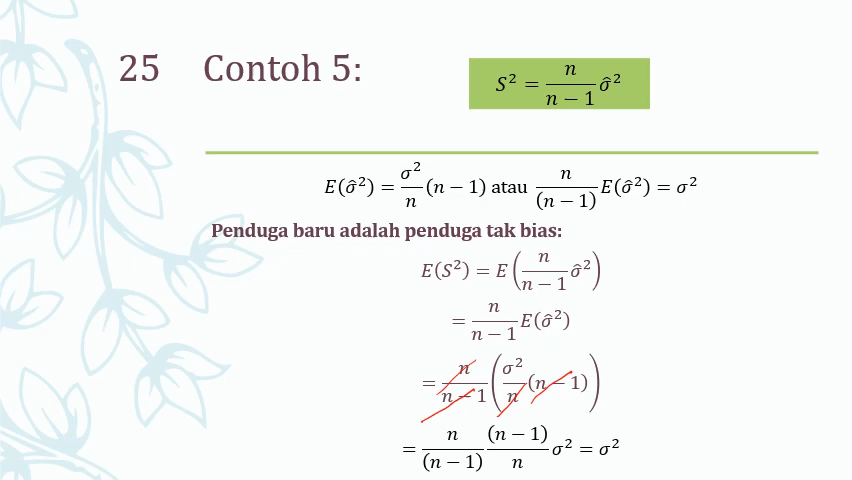 25 Contoh 5:
S² = n/(n − 1) σ̂²
E(σ̂²) = σ²/n (n − 1) atau n/(n − 1) E(σ̂²) = σ²
Penduga baru adalah penduga tak bias:
E(S²) = E(n/(n − 1) σ̂²)
= n/(n − 1) E(σ̂²)
= n/(n − 1) (σ²/n (n − 1))
= n/(n − 1) (n − 1)/n σ² = σ²